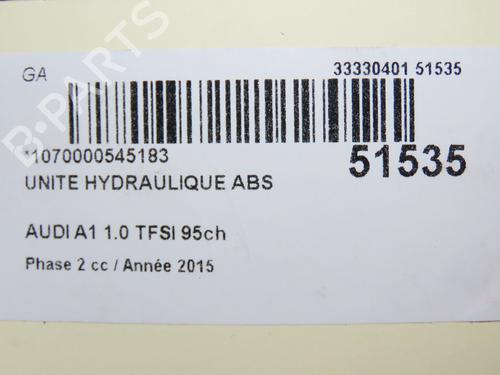 GA
33330401 51535
*1070000545183
51535
UNITE HYDRAULIQUE ABS
AUDI A1 1.0 TFSI 95ch
Phase 2 cc / Année 2015
B-PARTS